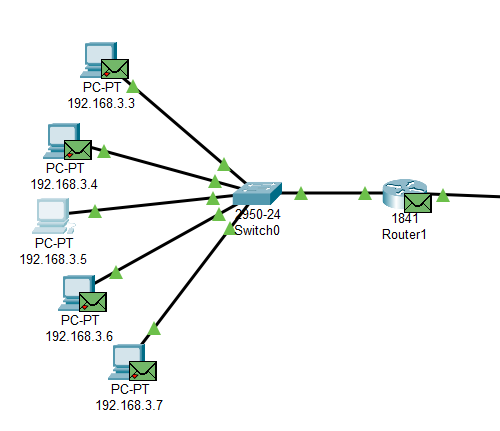 PC-PT
192.168.3.3
PC-PT
192.168.3.4
PC-PT
192.168.3.5
PC-PT
192.168.3.6
PC-PT
192.168.3.7
2950-24
Switch0
1841
Router1